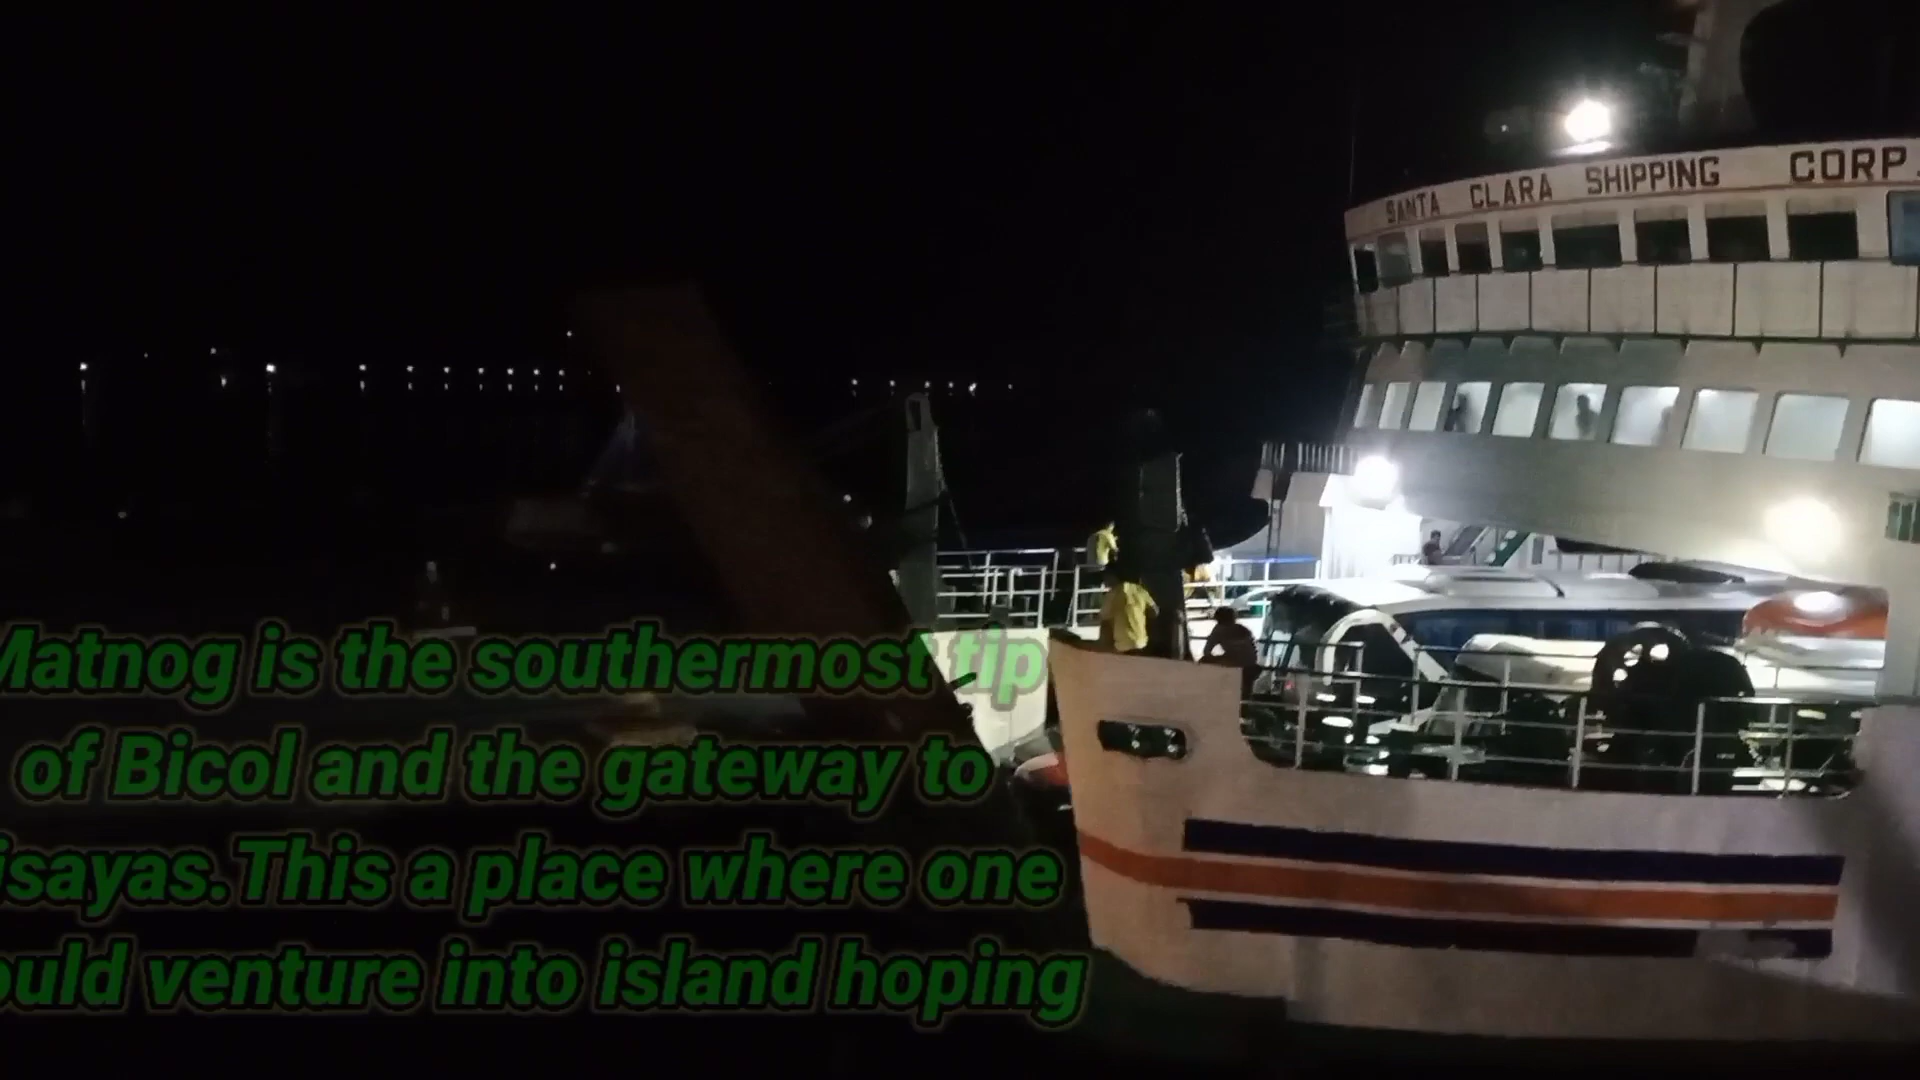 SANTA CLARA SHIPPING CORP.
Matnog is the southermost tip
of Bicol and the gateway to
isayas.This a place where one
ould venture into island hoping